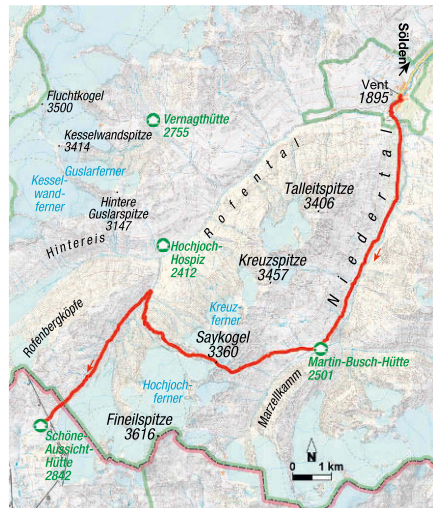 Sölden
Vent
1895
Fluchtkogel
3500
Vernagthütte
2755
Kesselwandspitze
3414
Guslarferner
Kessel-
wand-
ferner
Hintere
Guslarspitze
3147
Rofental
Talleitspitze
3406
Niedertal
Hintereis
Hochjoch-
Hospiz
2412
Kreuzspitze
3457
Kreuz-
ferner
Rofenbergköpfe
Saykogel
3360
Martin-Busch-Hütte
2501
Hochjoch-
ferner
Marzellkamm
Fineilspitze
3616
Schöne-
Aussicht-
Hütte
2842
N
0 1 km